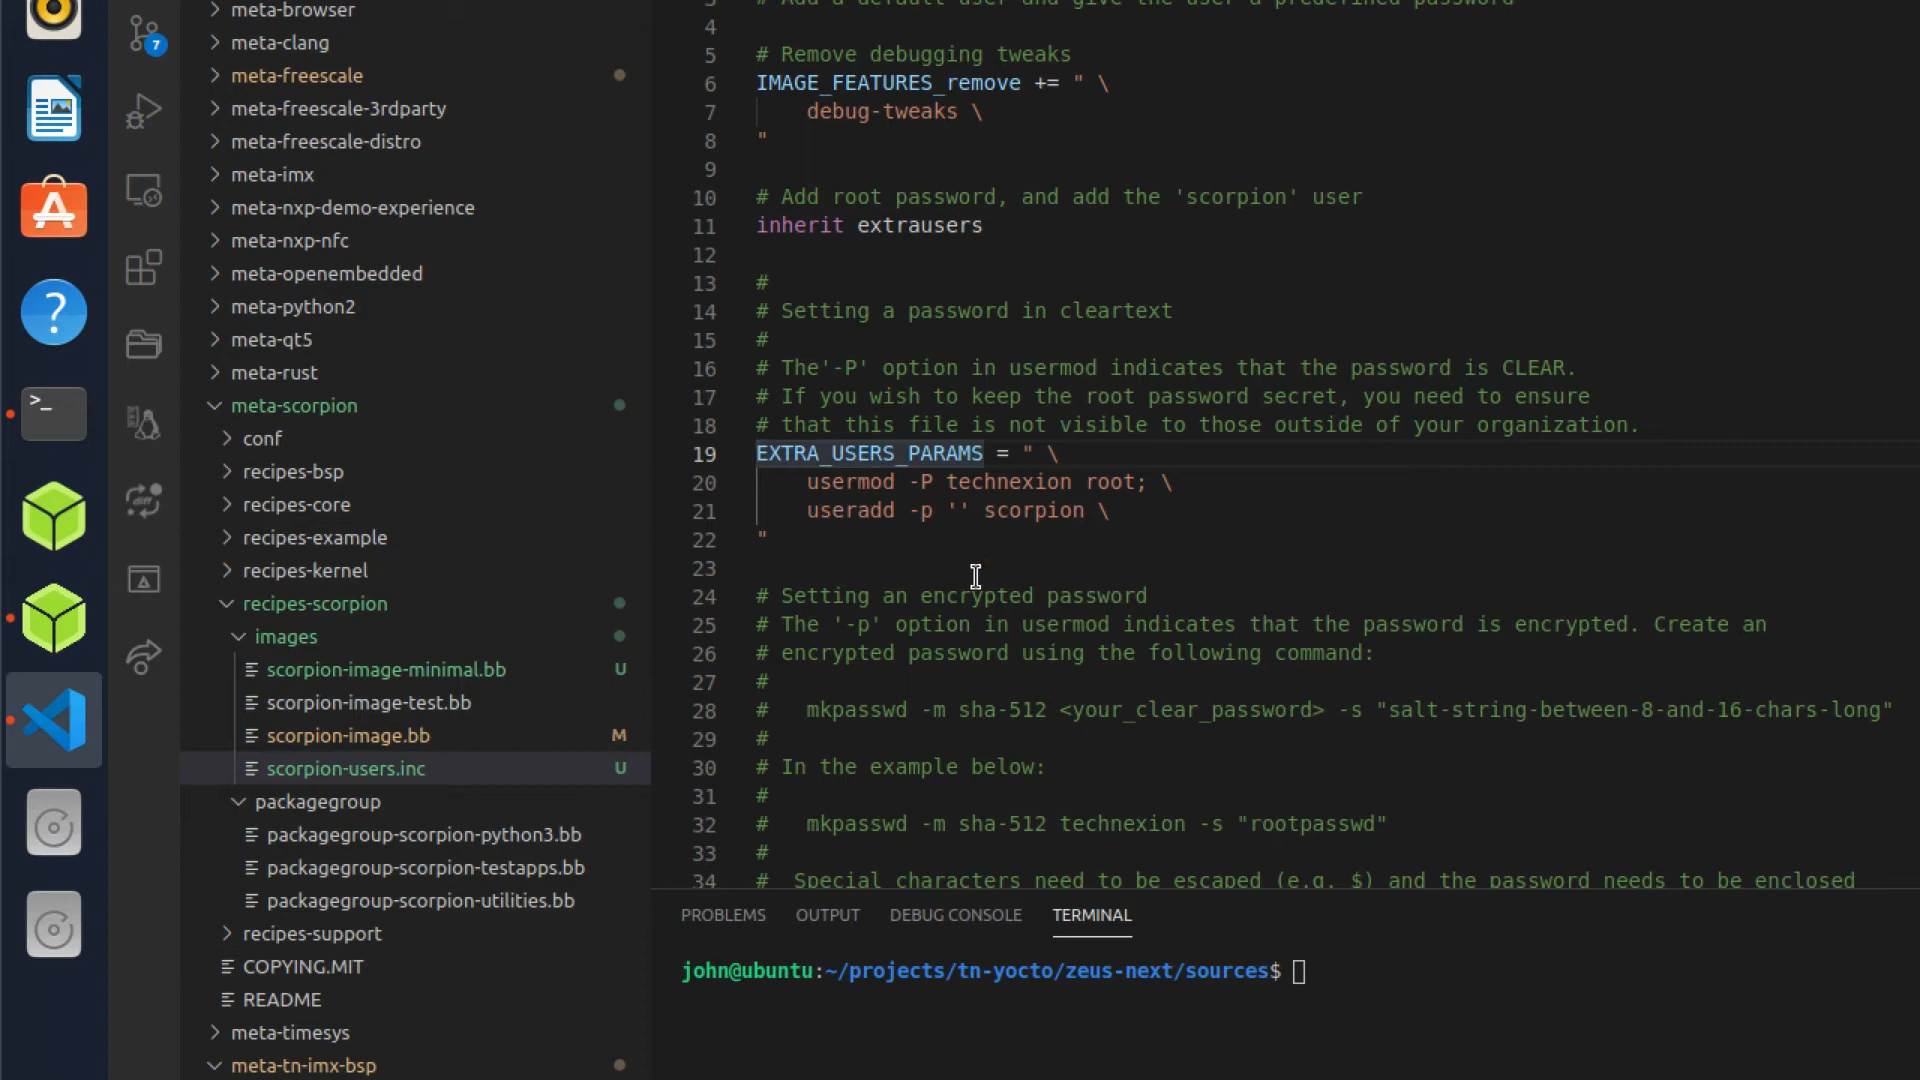 meta-browser
meta-clang
meta-freescale
meta-freescale-3rdparty
meta-freescale-distro
meta-imx
meta-nxp-demo-experience
meta-nxp-nfc
meta-openembedded
meta-python2
meta-qt5
meta-rust
meta-scorpion
conf
recipes-bsp
recipes-core
recipes-example
recipes-kernel
recipes-scorpion
images
scorpion-image-minimal.bb U
scorpion-image-test.bb
scorpion-image.bb M
scorpion-users.inc U
packagegroup
packagegroup-scorpion-python3.bb
packagegroup-scorpion-testapps.bb
packagegroup-scorpion-utilities.bb
recipes-support
COPYING.MIT
README
meta-timesys
meta-tn-imx-bsp
7
3 # Add a default user and give the user a predefined password
4
5 # Remove debugging tweaks
6 IMAGE_FEATURES_remove += " \
7 debug-tweaks \
8 "
9
10 # Add root password, and add the 'scorpion' user
11 inherit extrausers
12
13 #
14 # Setting a password in cleartext
15 #
16 # The'-P' option in usermod indicates that the password is CLEAR.
17 # If you wish to keep the root password secret, you need to ensure
18 # that this file is not visible to those outside of your organization.
19 EXTRA_USERS_PARAMS = " \
20 usermod -P technexion root; \
21 useradd -p '' scorpion \
22 "
23
24 # Setting an encrypted password
25 # The '-p' option in usermod indicates that the password is encrypted. Create an
26 # encrypted password using the following command:
27 #
28 # mkpasswd -m sha-512 <your_clear_password> -s "salt-string-between-8-and-16-chars-long"
29 #
30 # In the example below:
31 #
32 # mkpasswd -m sha-512 technexion -s "rootpasswd"
33 #
34 # Special characters need to be escaped (e.g. $) and the password needs to be enclosed
PROBLEMS OUTPUT DEBUG CONSOLE TERMINAL
john@ubuntu:~/projects/tn-yocto/zeus-next/sources$